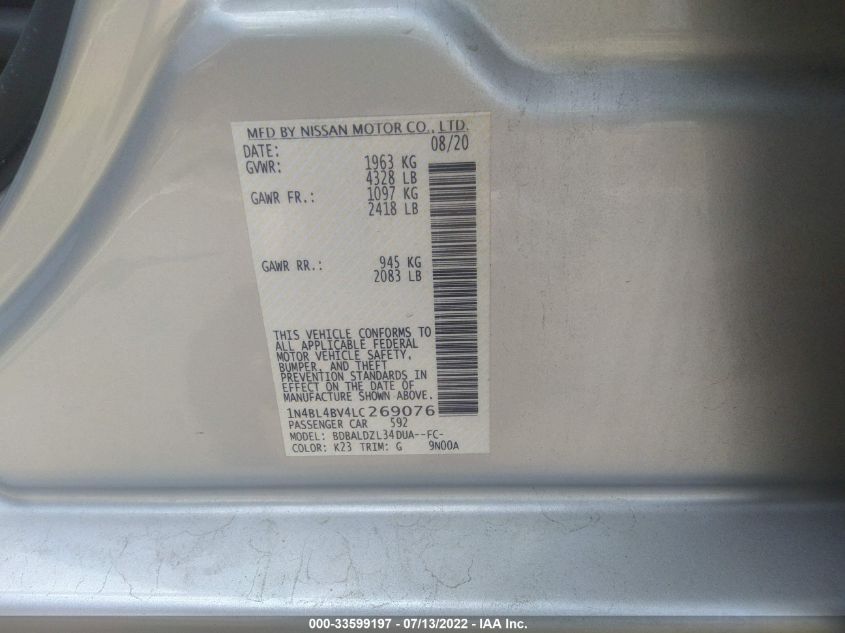 MFD BY NISSAN MOTOR CO., LTD.
DATE: 08/20
GVWR: 1963 KG
4328 LB
GAWR FR.: 1097 KG
2418 LB
GAWR RR.: 945 KG
2083 LB
THIS VEHICLE CONFORMS TO
ALL APPLICABLE FEDERAL
MOTOR VEHICLE SAFETY,
BUMPER, AND THEFT
PREVENTION STANDARDS IN
EFFECT ON THE DATE OF
MANUFACTURE SHOWN ABOVE.
1N4BL4BV4LC269076
PASSENGER CAR 592
MODEL: BDBALDZL34DUA--FC-
COLOR: K23 TRIM: G 9N00A
000-33599197 - 07/13/2022 - IAA Inc.